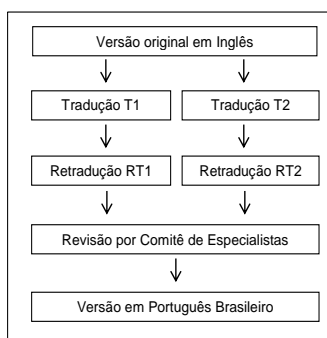 Versão original em Inglês
Tradução T1
Tradução T2
Retradução RT1
Retradução RT2
Revisão por Comitê de Especialistas
Versão em Português Brasileiro